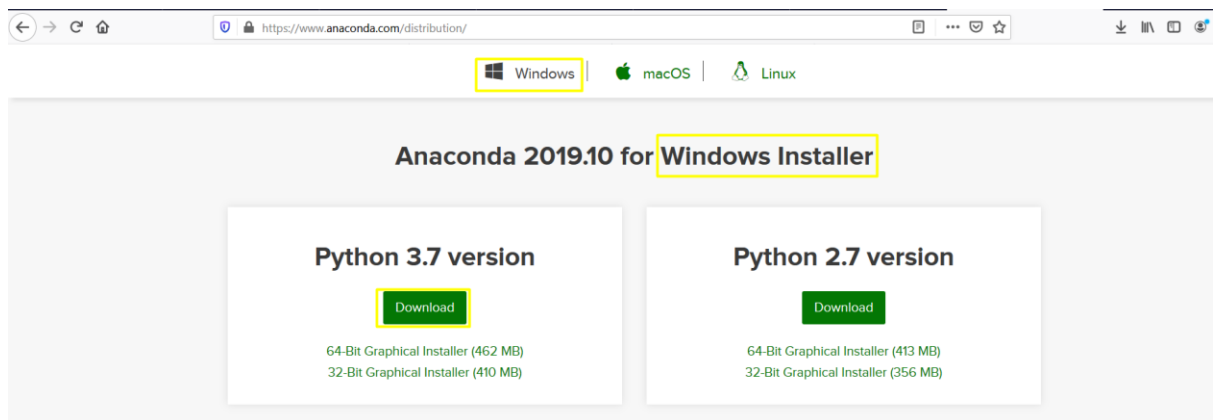 https://www.anaconda.com/distribution/
Windows macOS Linux
Anaconda 2019.10 for Windows Installer
Python 3.7 version
Download
64-Bit Graphical Installer (462 MB)
32-Bit Graphical Installer (410 MB)
Python 2.7 version
Download
64-Bit Graphical Installer (413 MB)
32-Bit Graphical Installer (356 MB)